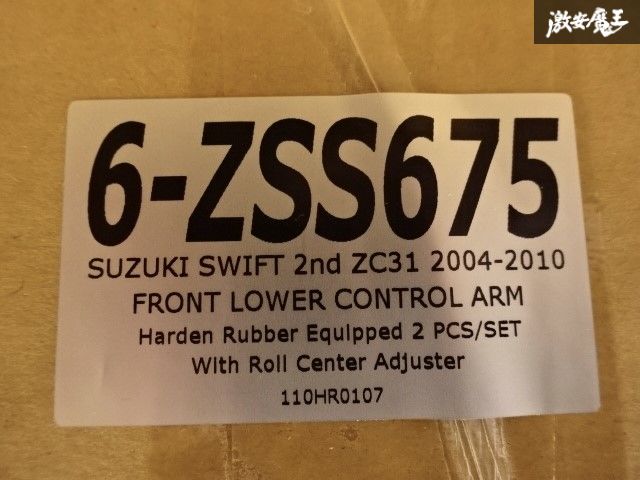 激安魔王
6-ZSS675
SUZUKI SWIFT 2nd ZC31 2004-2010
FRONT LOWER CONTROL ARM
Harden Rubber Equipped 2 PCS/SET
With Roll Center Adjuster
110HR0107